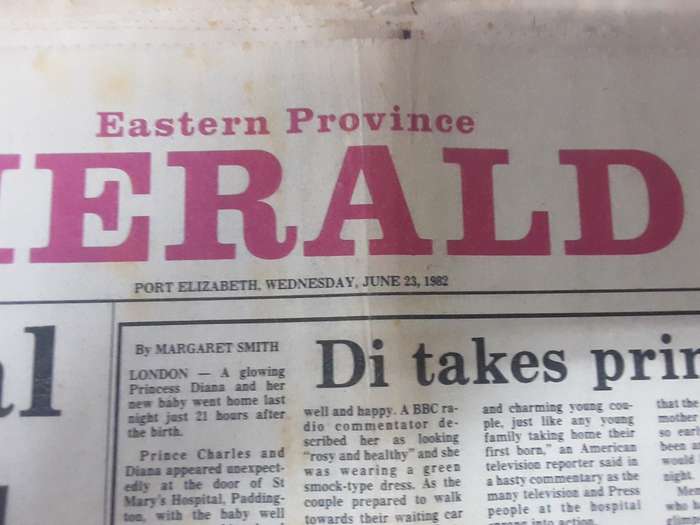 Eastern Province
HERALD
PORT ELIZABETH, WEDNESDAY, JUNE 23, 1982
al
By MARGARET SMITH
LONDON — A glowing
Princess Diana and her
new baby went home last
night just 21 hours after
the birth.
Prince Charles and
Diana appeared unexpect-
edly at the door of St
Mary's Hospital, Padding-
ton, with the baby well
Di takes prin
well and happy. A BBC ra-
dio commentator de-
scribed her as looking
"rosy and healthy" and she
was wearing a green
smock-type dress. As the
couple prepared to walk
towards their waiting car
and charming young cou-
ple, just like any young
family taking home their
first born," an American
television reporter said in
a hasty commentary as the
many television and Press
people at the hospital
into action
that the
mother
so earl
been t
would
night.